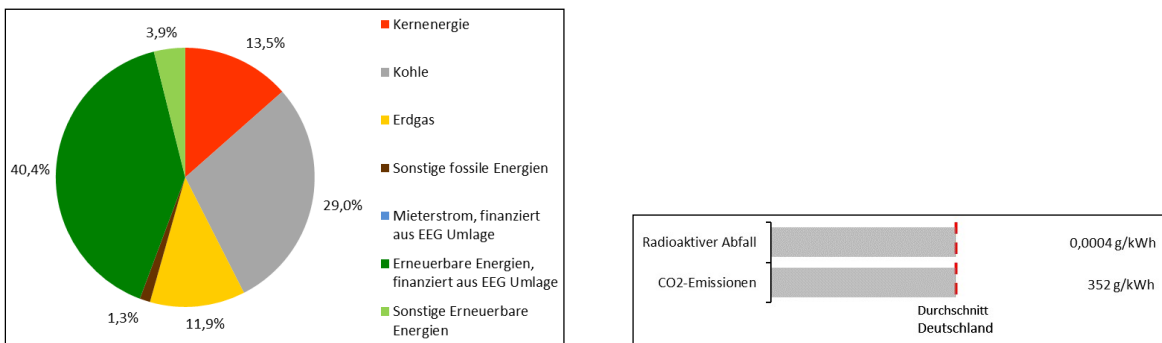 3,9%
13,5%
40,4%
29,0%
1,3%
11,9%
Kernenergie
Kohle
Erdgas
Sonstige fossile Energien
Mieterstrom, finanziert
aus EEG Umlage
Erneuerbare Energien,
finanziert aus EEG Umlage
Sonstige Erneuerbare
Energien
Radioaktiver Abfall
0,0004 g/kWh
CO2-Emissionen
352 g/kWh
Durchschnitt
Deutschland